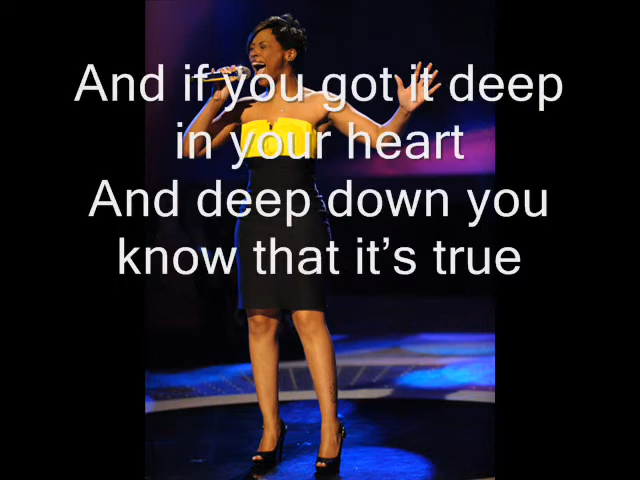 And if you got it deep
in your heart
And deep down you
know that it’s true